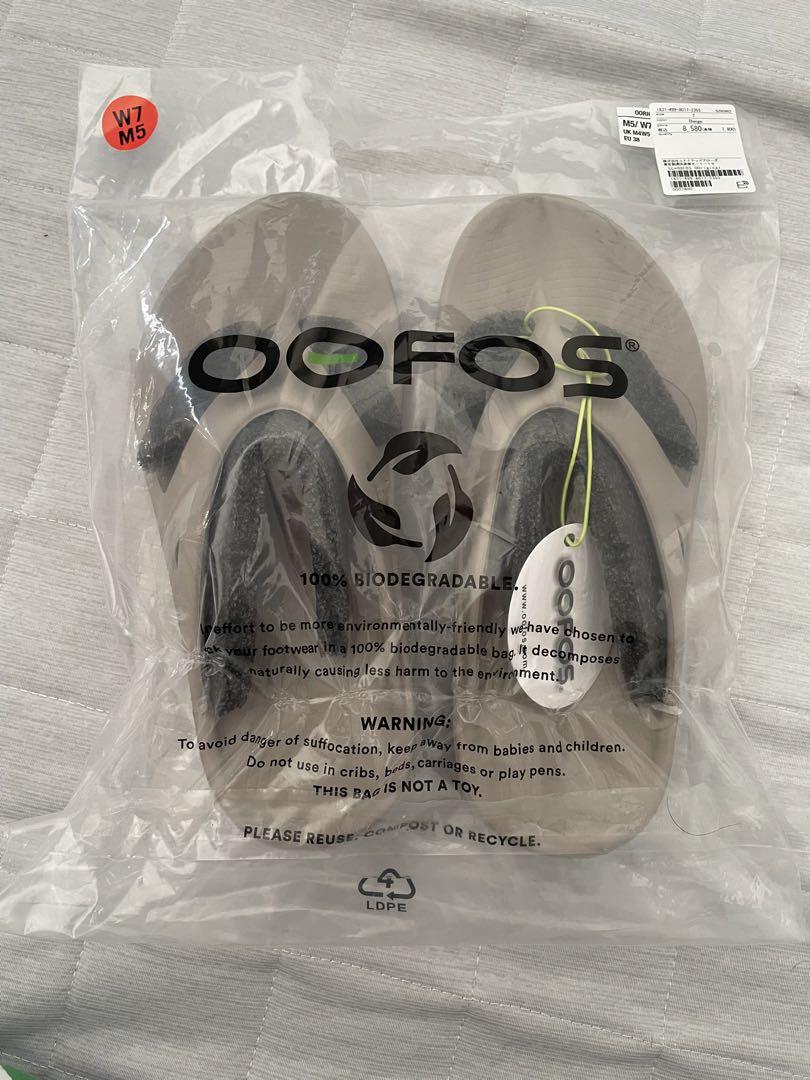 W7
M5
M5/ W7
UK M4W5
EU 38
7
8,580
OOFOS®
100% BIODEGRADABLE.
effort to be more environmentally-friendly we have chosen to
your footwear in a 100% biodegradable bag. It decomposes
naturally causing less harm to the environment.
OOFOS®
www.oofos.com
WARNING:
To avoid danger of suffocation, keep away from babies and children.
Do not use in cribs, beds, carriages or play pens.
THIS BAG IS NOT A TOY.
PLEASE REUSE. COMPOST OR RECYCLE.
4
LDPE